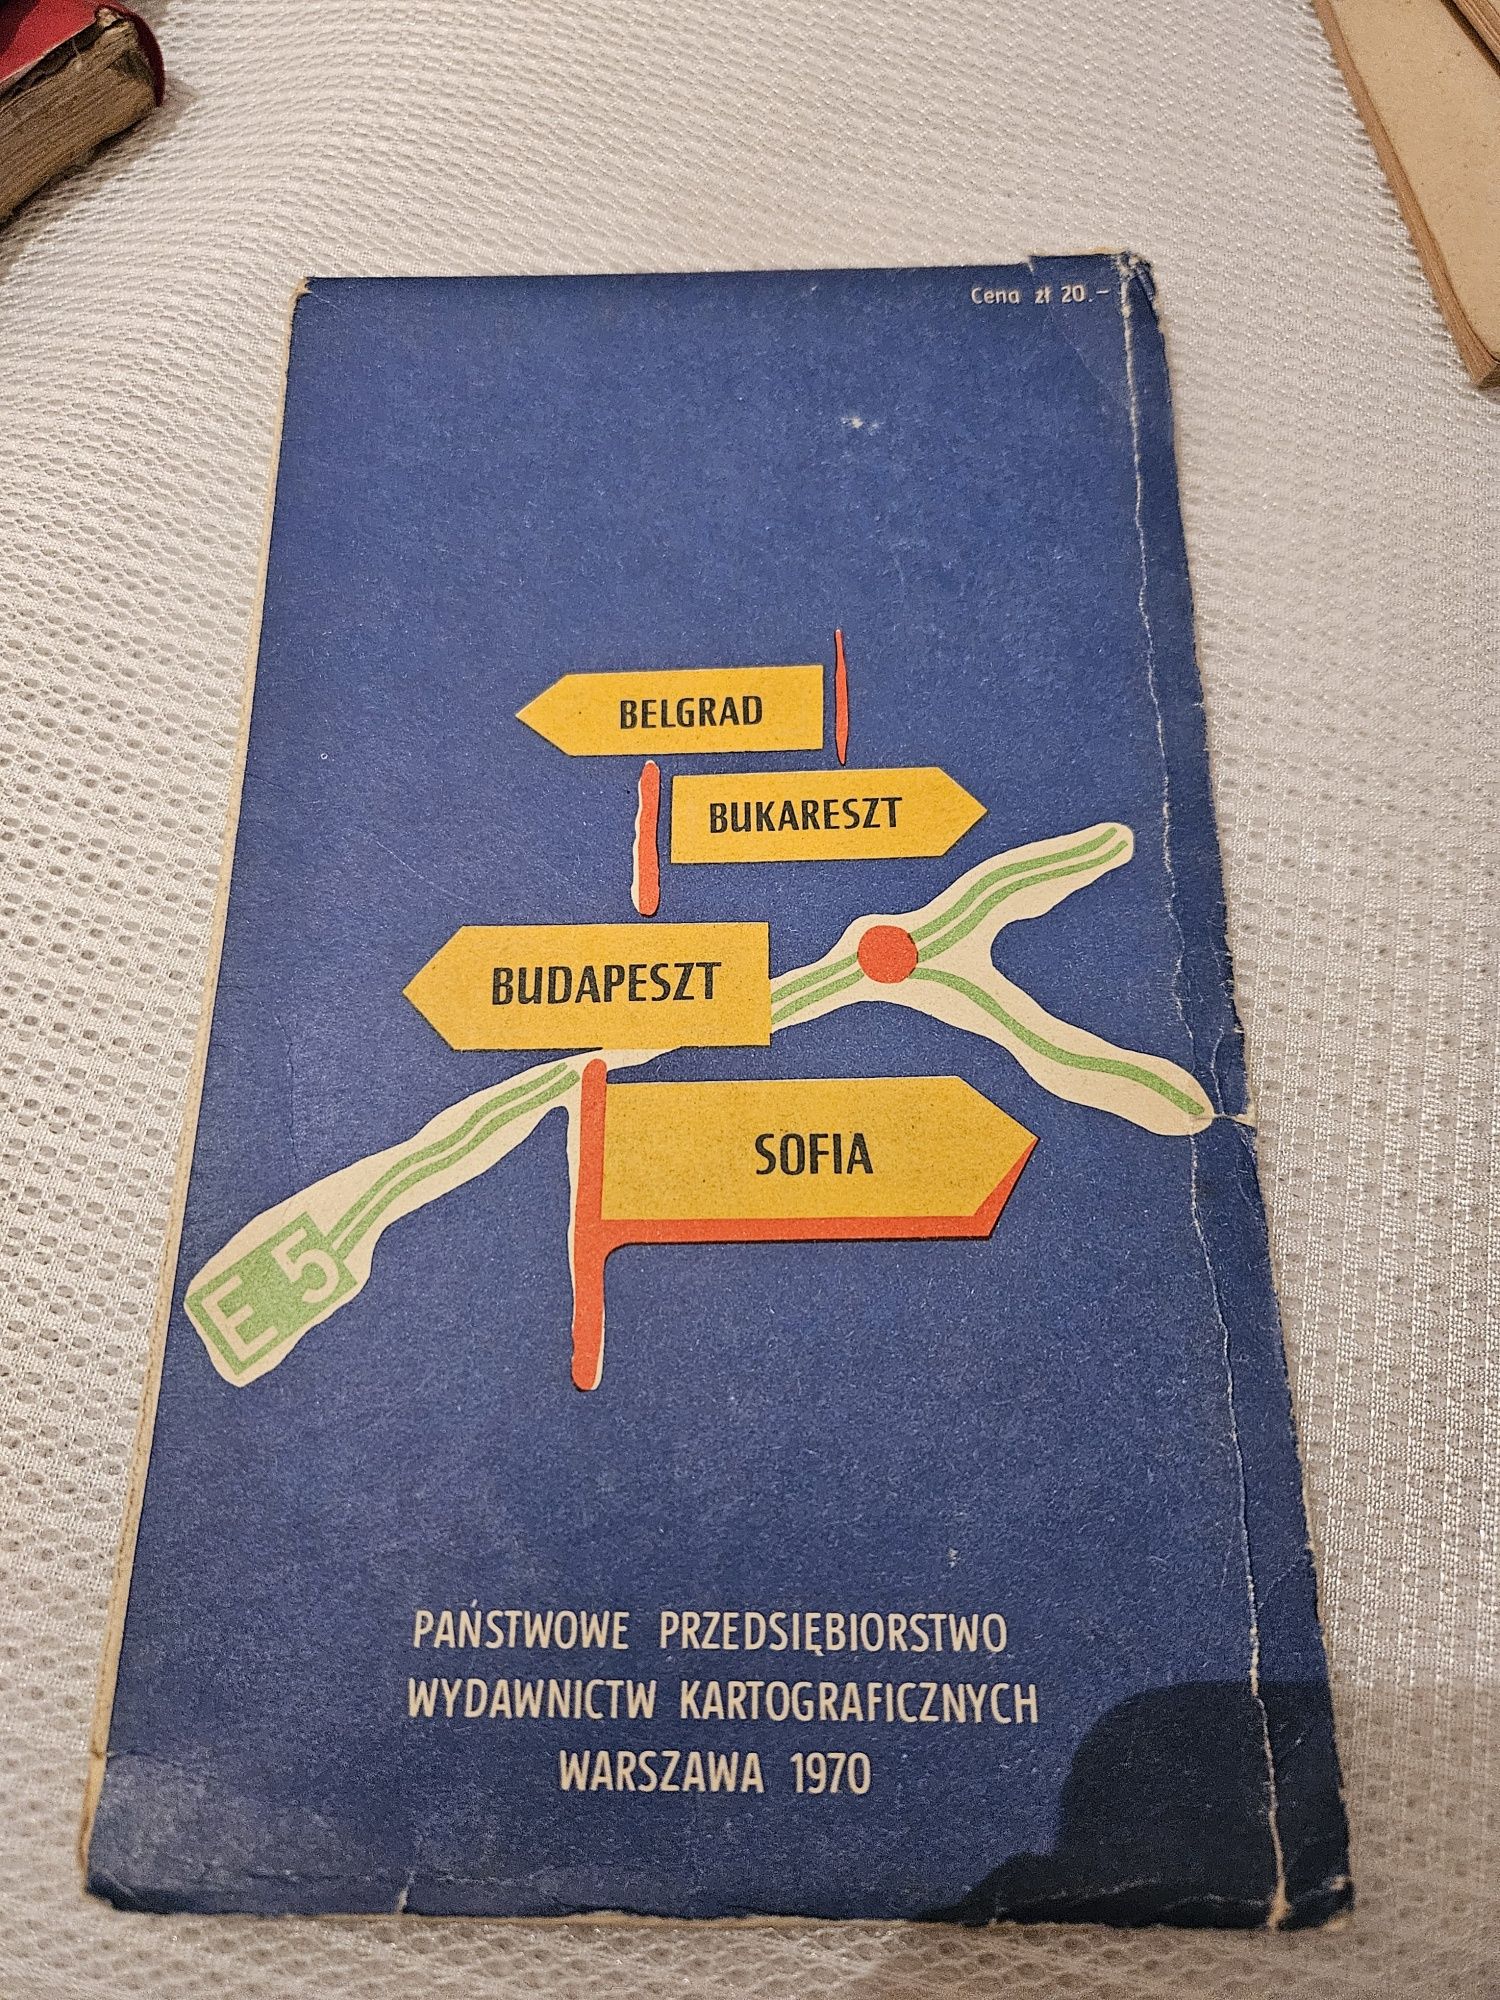 Cena zł 20.–
BELGRAD
BUKARESZT
BUDAPESZT
SOFIA
E 5
PAŃSTWOWE PRZEDSIĘBIORSTWO
WYDAWNICTW KARTOGRAFICZNYCH
WARSZAWA 1970